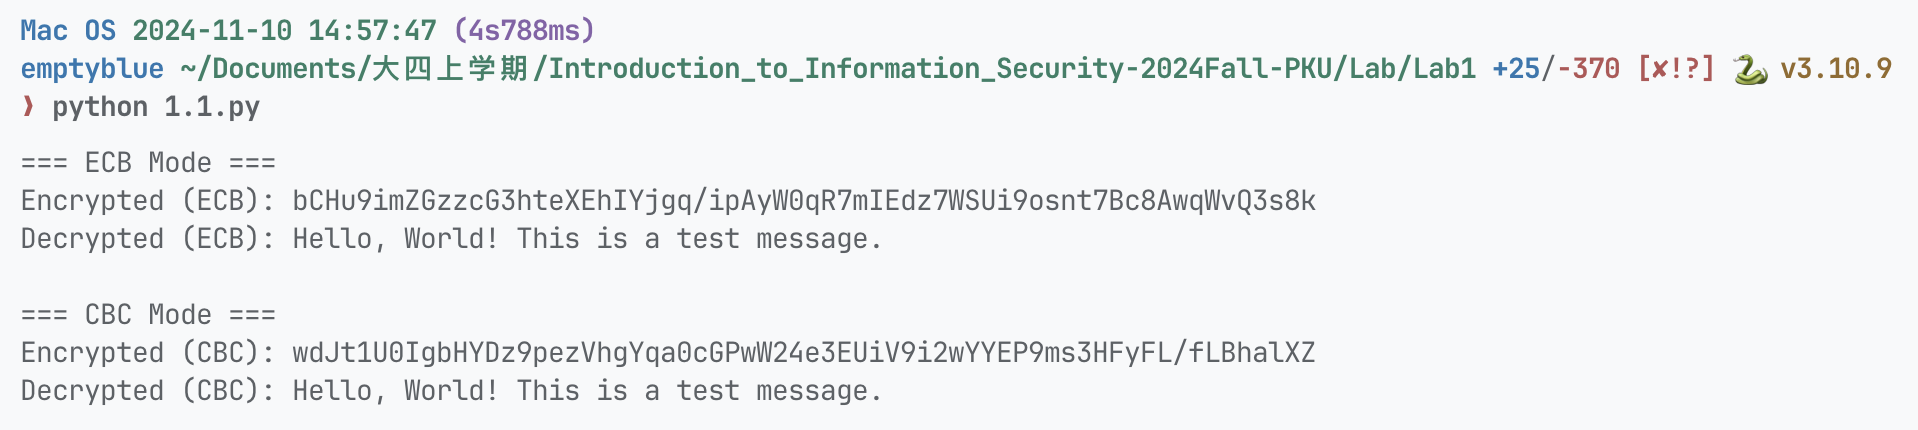 Mac OS 2024-11-10 14:57:47 (4s788ms)
emptyblue ~/Documents/大四上学期/Introduction_to_Information_Security-2024Fall-PKU/Lab/Lab1 +25/-370 [✘!?] 🐍 v3.10.9
❱ python 1.1.py
=== ECB Mode ===
Encrypted (ECB): bCHu9imZGzzcG3hteXEhIYjgq/ipAyW0qR7mIEdz7WSUi9osnt7Bc8AwqWvQ3s8k
Decrypted (ECB): Hello, World! This is a test message.
=== CBC Mode ===
Encrypted (CBC): wdJt1U0IgbHYDz9pezVhgYqa0cGPwW24e3EUiV9i2wYYEP9ms3HFyFL/fLBhalXZ
Decrypted (CBC): Hello, World! This is a test message.